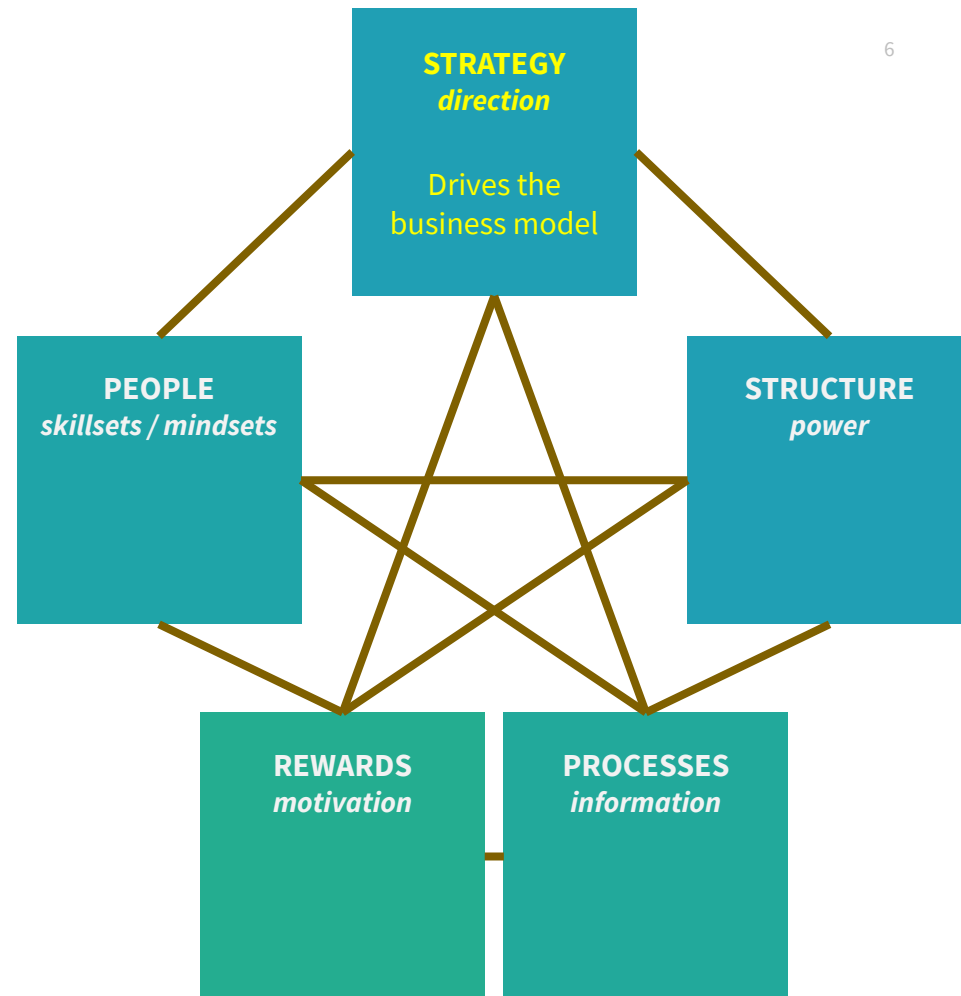 6
STRATEGY
direction
Drives the
business model
PEOPLE
skillsets / mindsets
STRUCTURE
power
REWARDS
motivation
PROCESSES
information